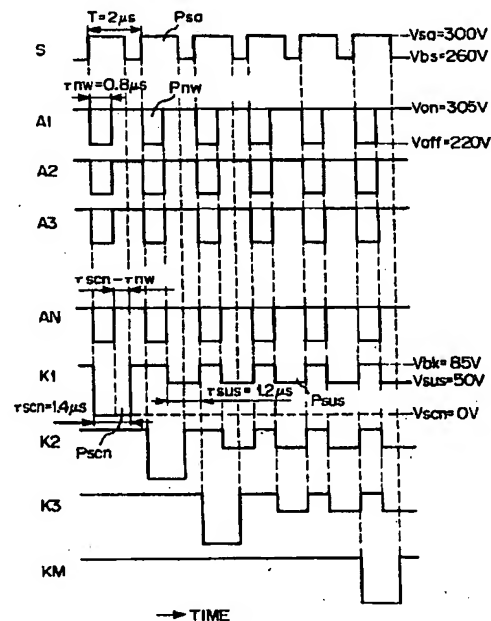 T=2μs
Psa
Vsa=300V
S
Vbs=260V
τnw=0.8μs
Pnw
Von=305V
A1
Vaff=220V
A2
A3
τscn-τnw
AN
K1
Vbk=85V
Vsus=50V
τsus=1.2μs
Psus
τscn=1.4μs
Vscn=0V
Pscn
K2
K3
KM
→ TIME